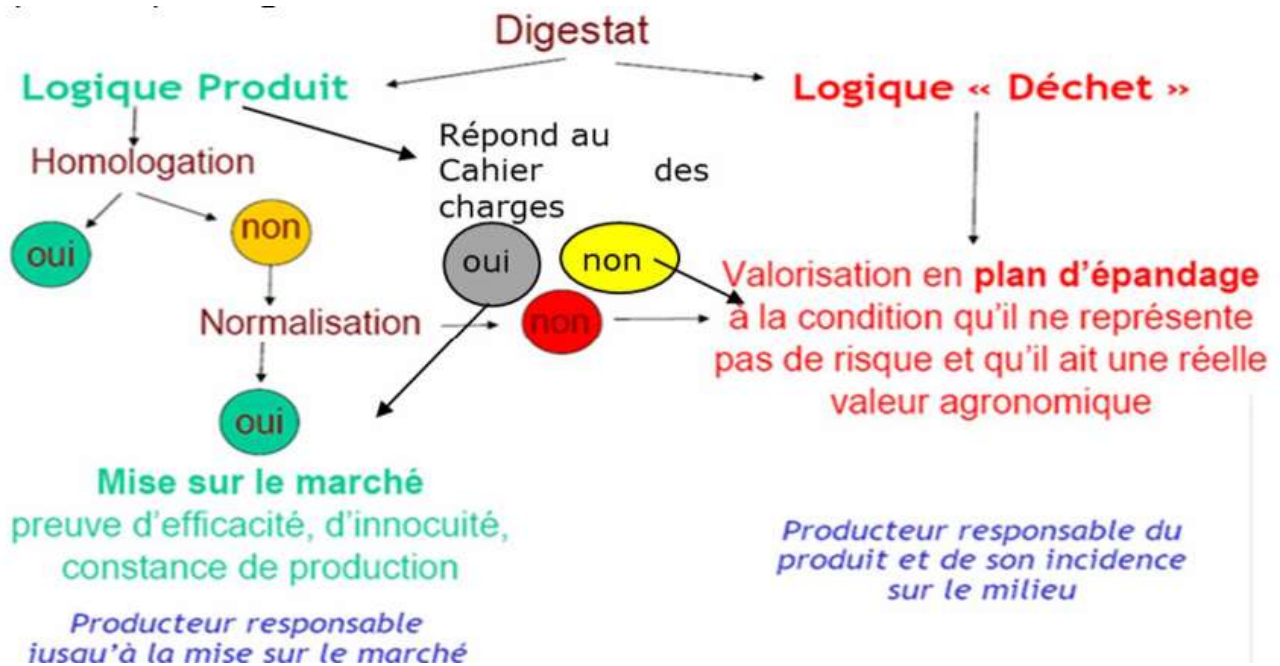 Digestat
Logique Produit
Logique « Déchet »
Homologation
Répond au
Cahier des
charges
oui
non
oui
non
Normalisation
non
oui
Valorisation en plan d'épandage
à la condition qu'il ne représente
pas de risque et qu'il ait une réelle
valeur agronomique
Mise sur le marché
preuve d'efficacité, d'innocuité,
constance de production
Producteur responsable
jusqu'à la mise sur le marché
Producteur responsable du
produit et de son incidence
sur le milieu